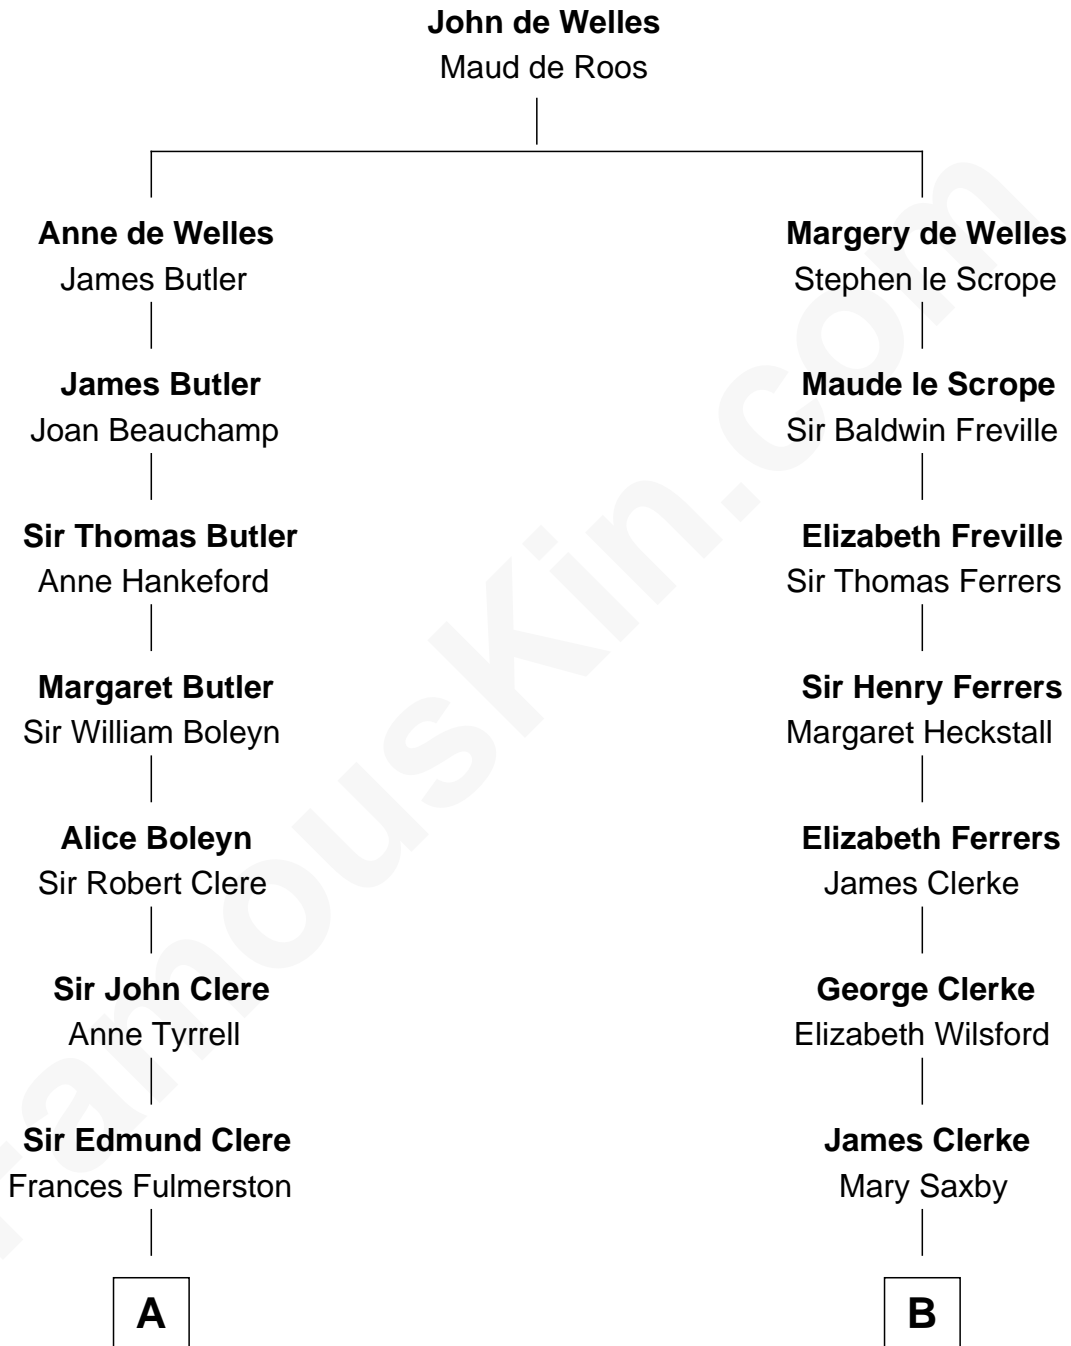 John de Welles
Maud de Roos
Anne de Welles
James Butler
Margery de Welles
Stephen le Scrope
James Butler
Joan Beauchamp
Maude le Scrope
Sir Baldwin Freville
Sir Thomas Butler
Anne Hankeford
Elizabeth Freville
Sir Thomas Ferrers
Margaret Butler
Sir William Boleyn
Sir Henry Ferrers
Margaret Heckstall
Alice Boleyn
Sir Robert Clere
Elizabeth Ferrers
James Clerke
Sir John Clere
Anne Tyrrell
George Clerke
Elizabeth Wilsford
Sir Edmund Clere
Frances Fulmerston
James Clerke
Mary Saxby
A
B
FamousKin.com